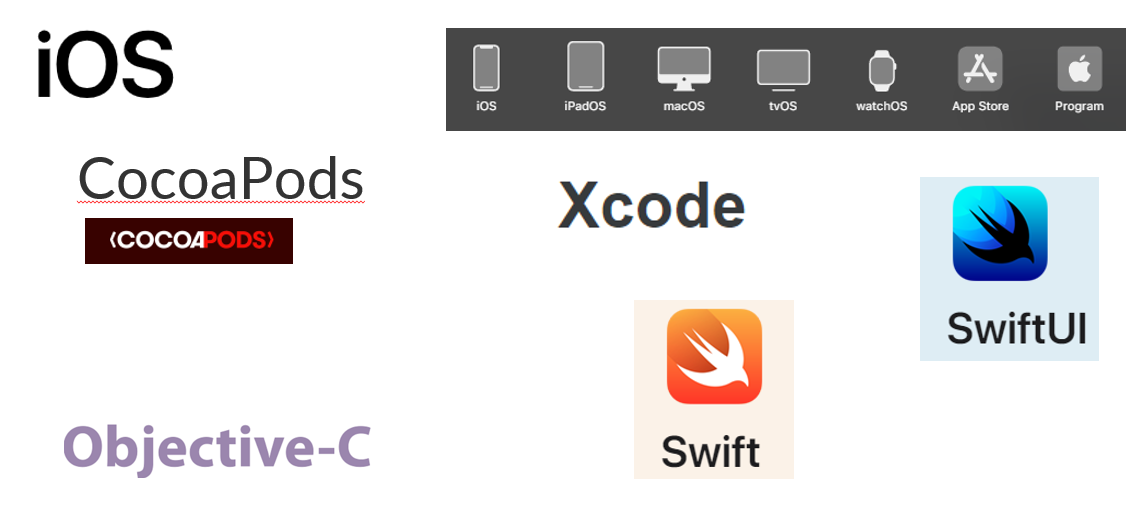 iOS
iOS
iPadOS
macOS
tvOS
watchOS
App Store
Program
CocoaPods
COCOAPODS
Xcode
SwiftUI
Swift
Objective-C